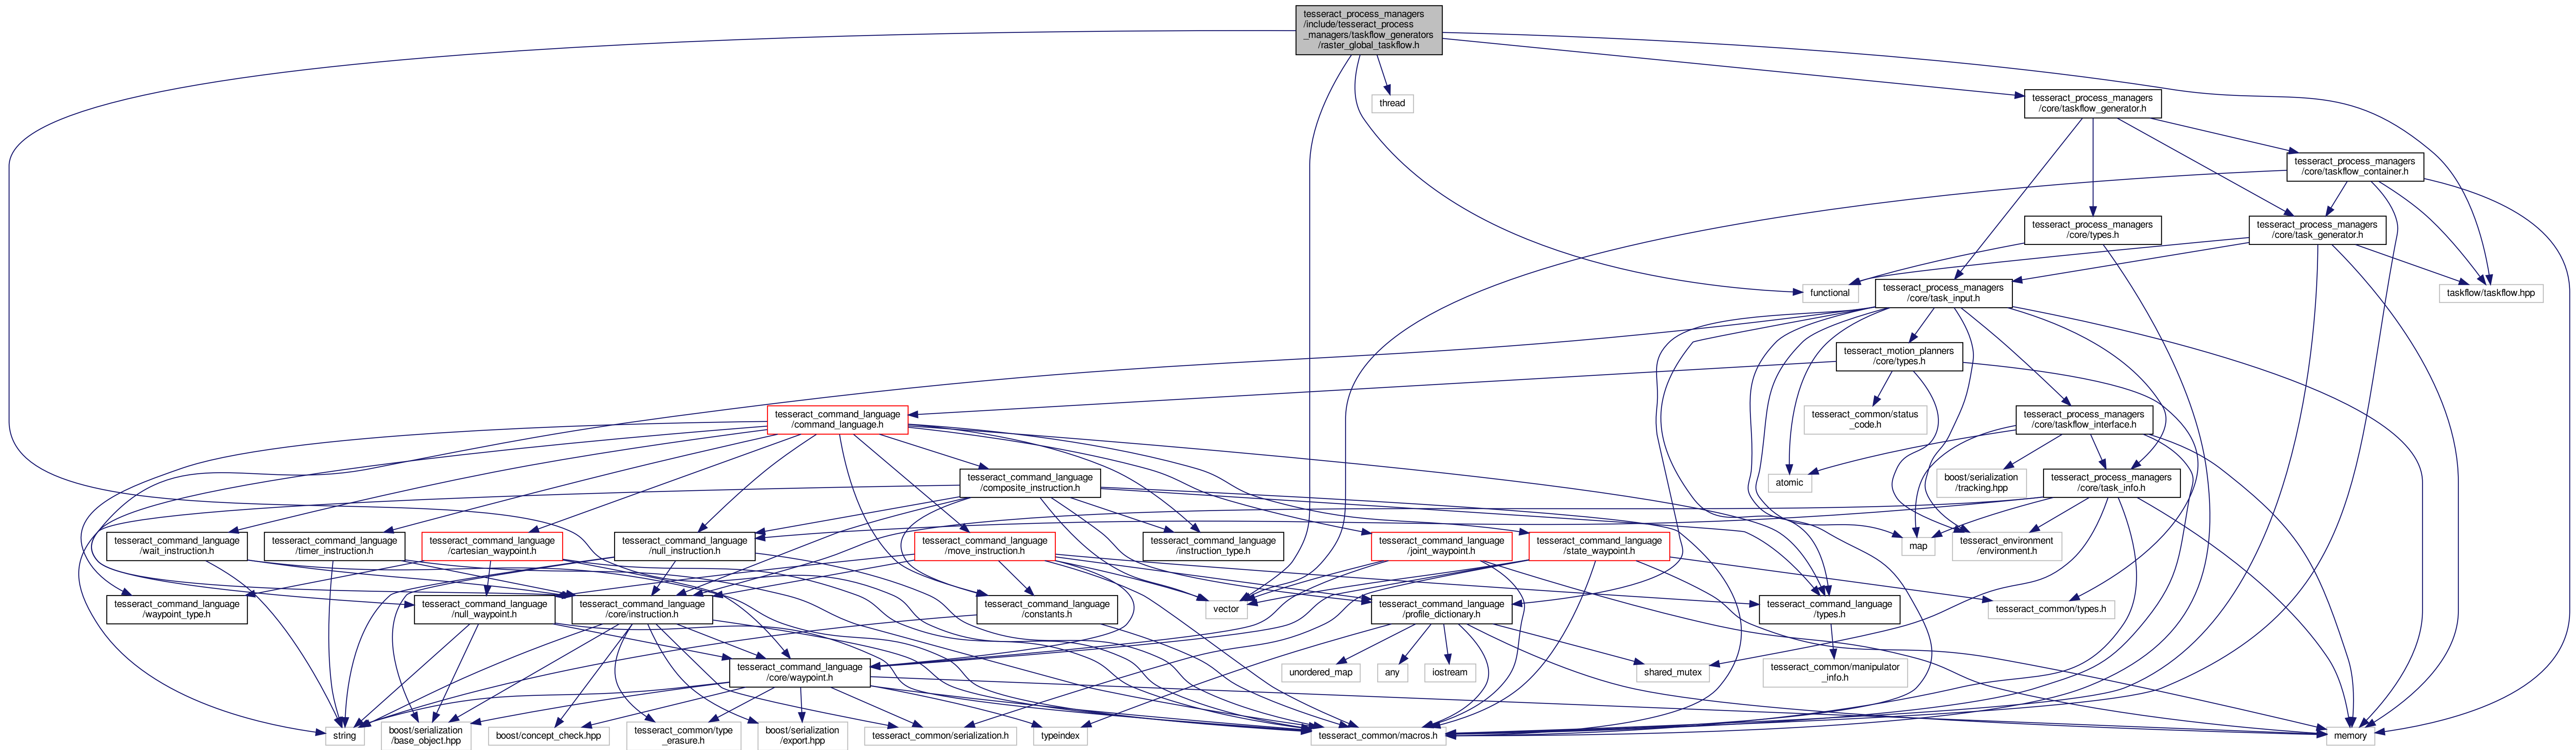 tesseract_process_managers
/include/tesseract_process
_managers/taskflow_generators
/raster_global_taskflow.h
thread
tesseract_process_managers
/core/taskflow_generator.h
tesseract_process_managers
/core/taskflow_container.h
tesseract_process_managers
/core/types.h
tesseract_process_managers
/core/task_generator.h
functional
tesseract_process_managers
/core/task_input.h
taskflow/taskflow.hpp
tesseract_motion_planners
/core/types.h
tesseract_command_language
/command_language.h
tesseract_common/status
_code.h
tesseract_process_managers
/core/taskflow_interface.h
tesseract_command_language
/composite_instruction.h
atomic
boost/serialization
/tracking.hpp
tesseract_process_managers
/core/task_info.h
tesseract_command_language
/wait_instruction.h
tesseract_command_language
/timer_instruction.h
tesseract_command_language
/cartesian_waypoint.h
tesseract_command_language
/null_instruction.h
tesseract_command_language
/move_instruction.h
tesseract_command_language
/instruction_type.h
tesseract_command_language
/joint_waypoint.h
tesseract_command_language
/state_waypoint.h
map
tesseract_environment
/environment.h
tesseract_command_language
/waypoint_type.h
tesseract_command_language
/null_waypoint.h
tesseract_command_language
/core/instruction.h
tesseract_command_language
/constants.h
vector
tesseract_command_language
/profile_dictionary.h
tesseract_command_language
/types.h
tesseract_common/types.h
tesseract_command_language
/core/waypoint.h
unordered_map
any
iostream
shared_mutex
tesseract_common/manipulator
_info.h
string
boost/serialization
/base_object.hpp
boost/concept_check.hpp
tesseract_common/type
_erasure.h
boost/serialization
/export.hpp
tesseract_common/serialization.h
typeindex
tesseract_common/macros.h
memory